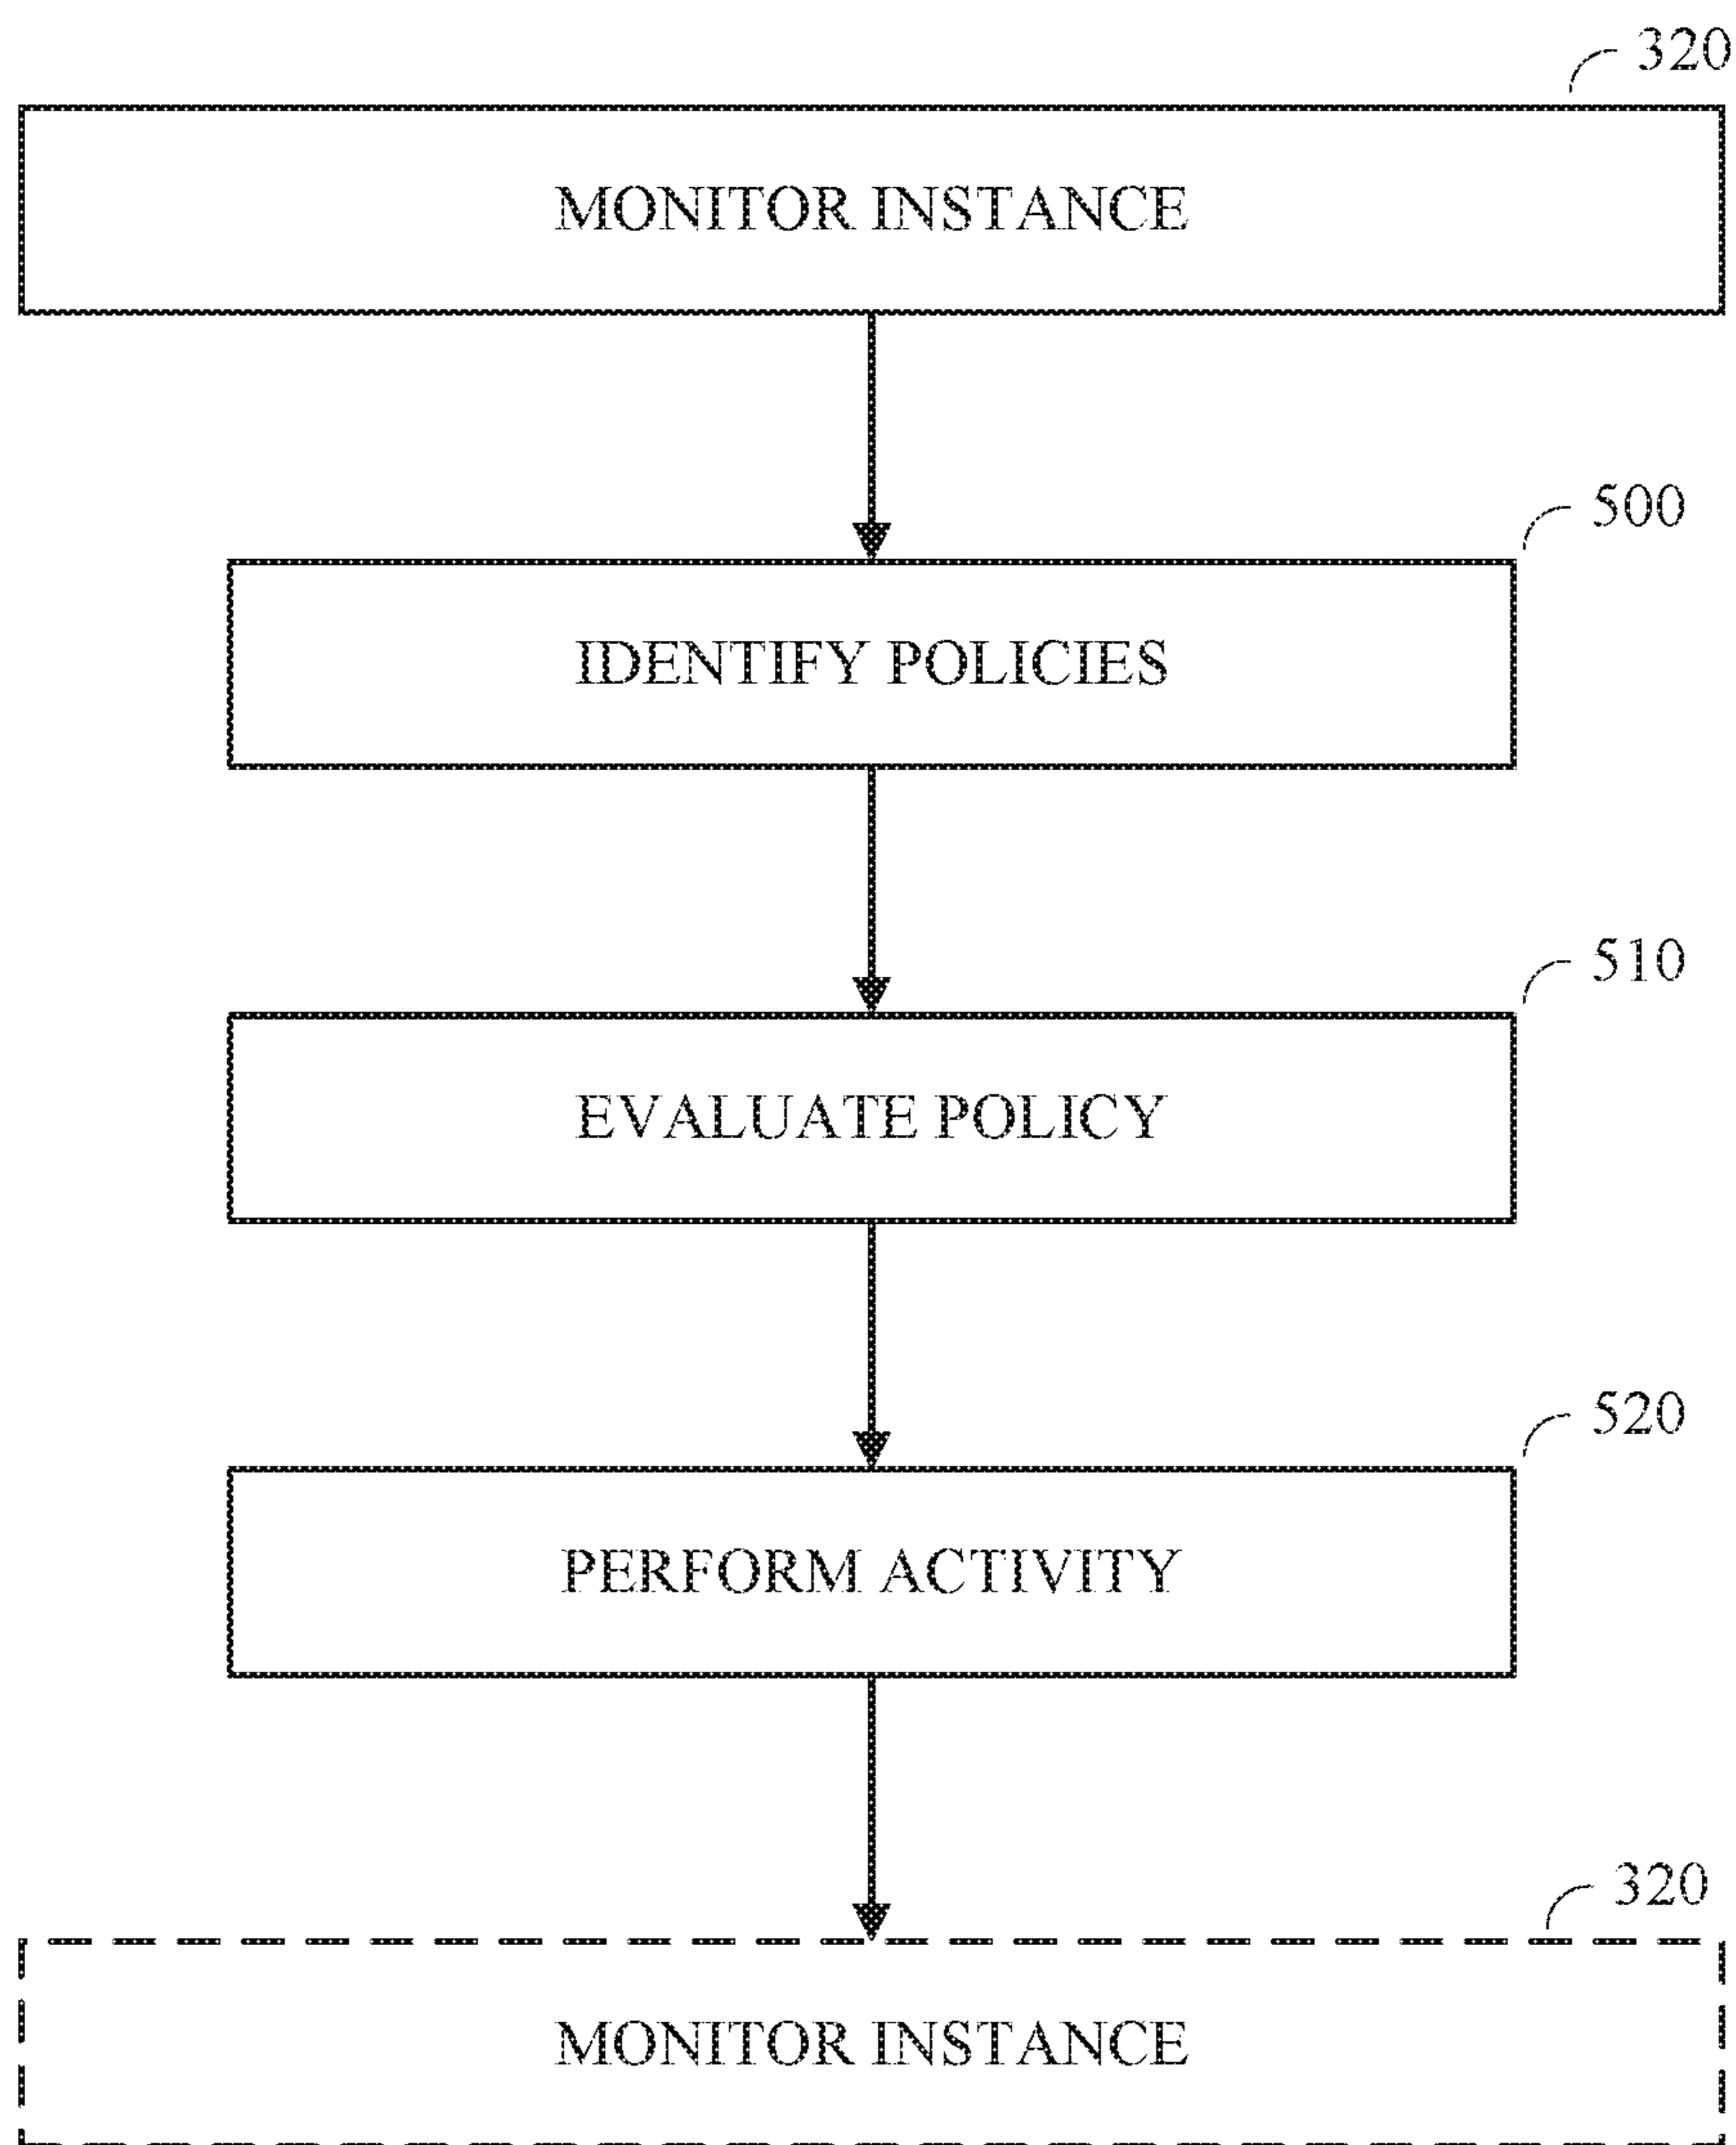 320
MONITOR INSTANCE
500
IDENTIFY POLICIES
510
EVALUATE POLICY
520
PERFORM ACTIVITY
320
MONITOR INSTANCE